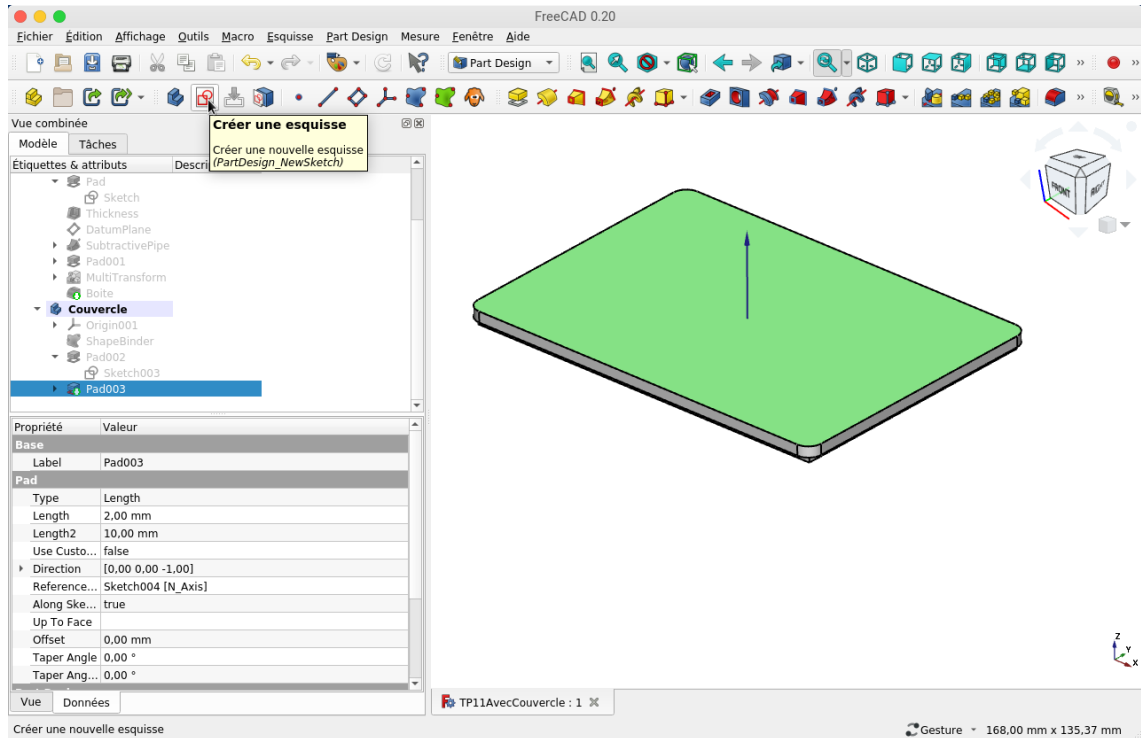 FreeCAD 0.20
Fichier Édition Affichage Outils Macro Esquisse Part Design Mesure Fenêtre Aide
Part Design
Vue combinée
Modèle Tâches
Créer une esquisse
Créer une nouvelle esquisse
(PartDesign_NewSketch)
Étiquettes & attributs Descri
Pad
Sketch
Thickness
DatumPlane
SubtractivePipe
Pad001
MultiTransform
Boite
Couvercle
Origin001
ShapeBinder
Pad002
Sketch003
Pad003
FRONT RIGHT
Propriété Valeur
Base
Label Pad003
Pad
Type Length
Length 2,00 mm
Length2 10,00 mm
Use Custo... false
Direction [0,00 0,00 -1,00]
Reference... Sketch004 [N_Axis]
Along Ske... true
Up To Face
Offset 0,00 mm
Taper Angle 0,00 °
Taper Ang... 0,00 °
Z
Y
X
Vue Données
TP11AvecCouvercle : 1
Créer une nouvelle esquisse
Gesture 168,00 mm x 135,37 mm